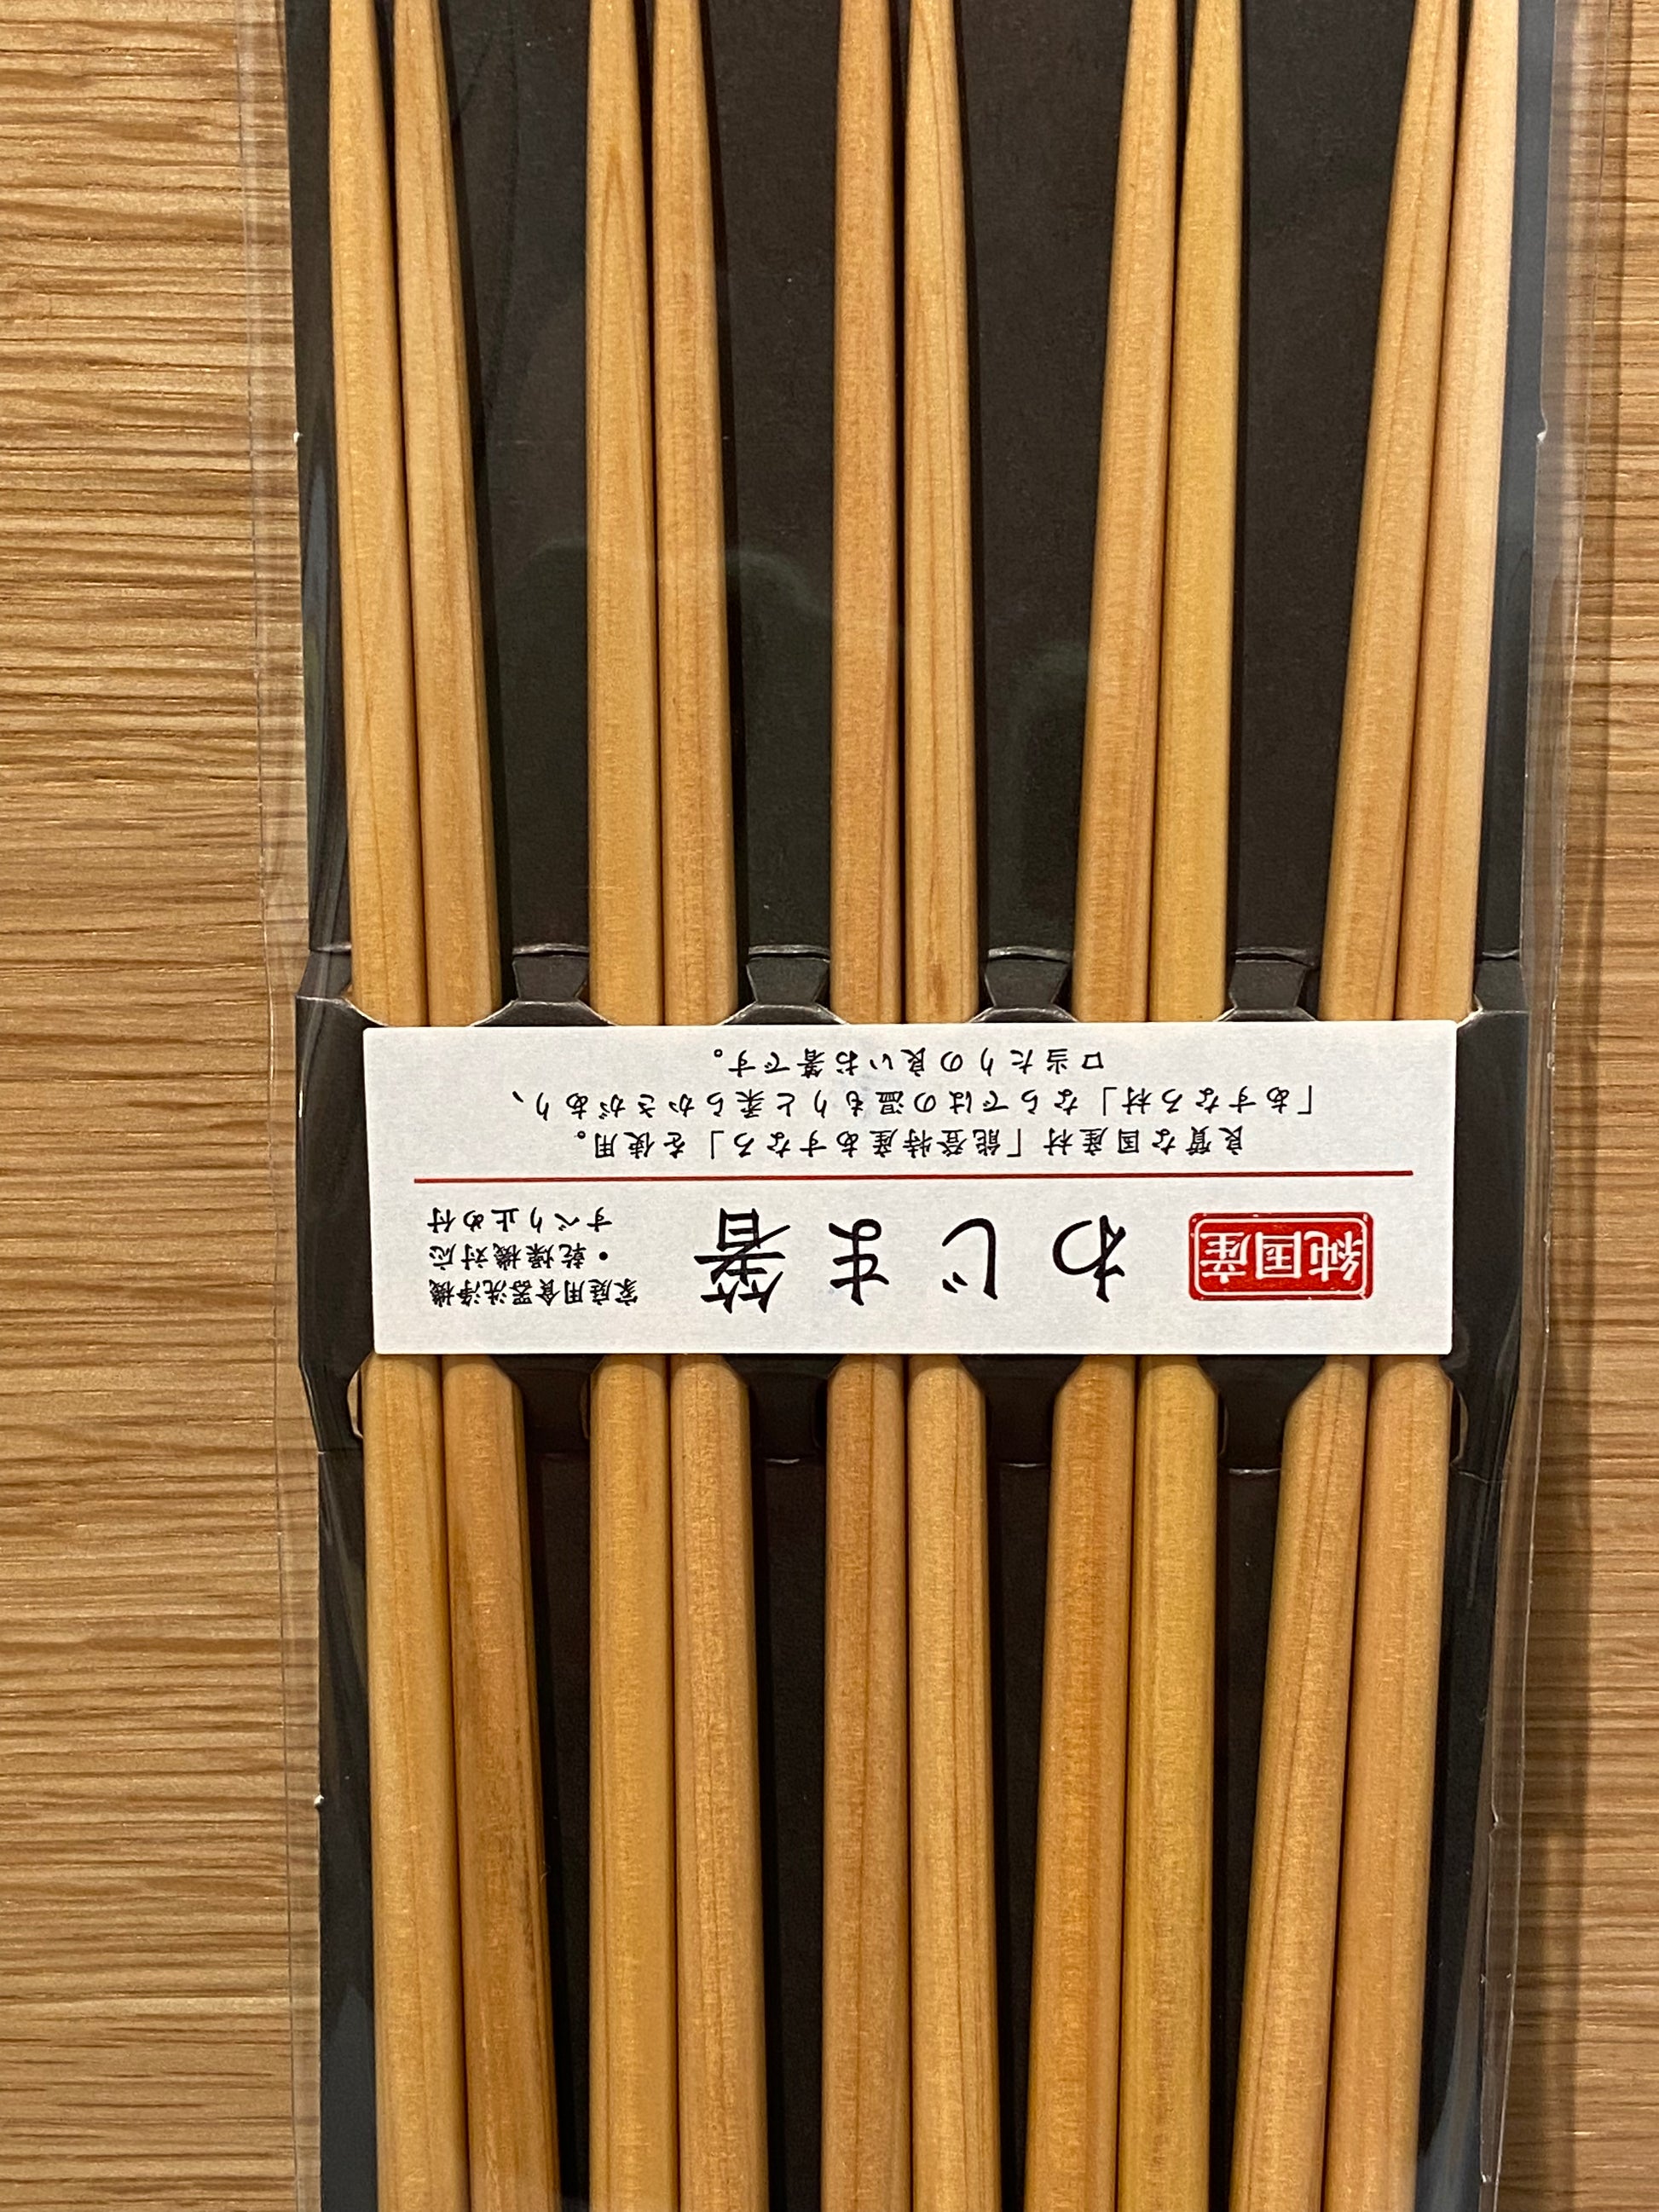 純国産
わじま箸
家庭用食器洗浄機
・乾燥機対応
すべり止め付
良質な国産材「能登特産あすなろ」を使用。
「あすなろ材」ならではの温もりと柔らかさがあり、
口当たりの良いお箸です。